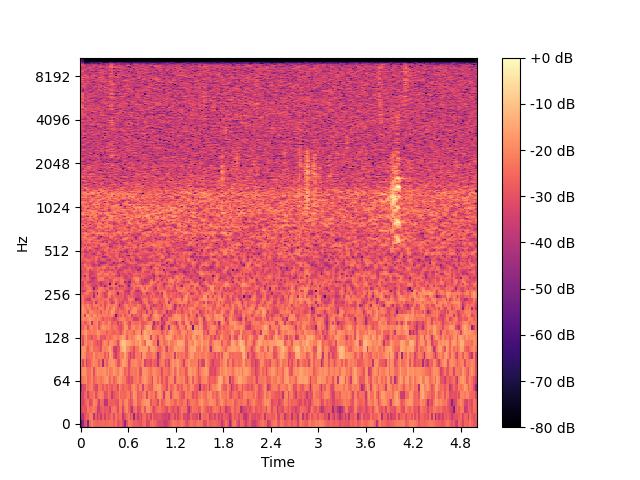 +0 dB
8192
-10 dB
4096
-20 dB
2048
-30 dB
1024
Hz
-40 dB
512
-50 dB
256
-60 dB
128
-70 dB
64
0
-80 dB
0 0.6 1.2 1.8 2.4 3 3.6 4.2 4.8
Time